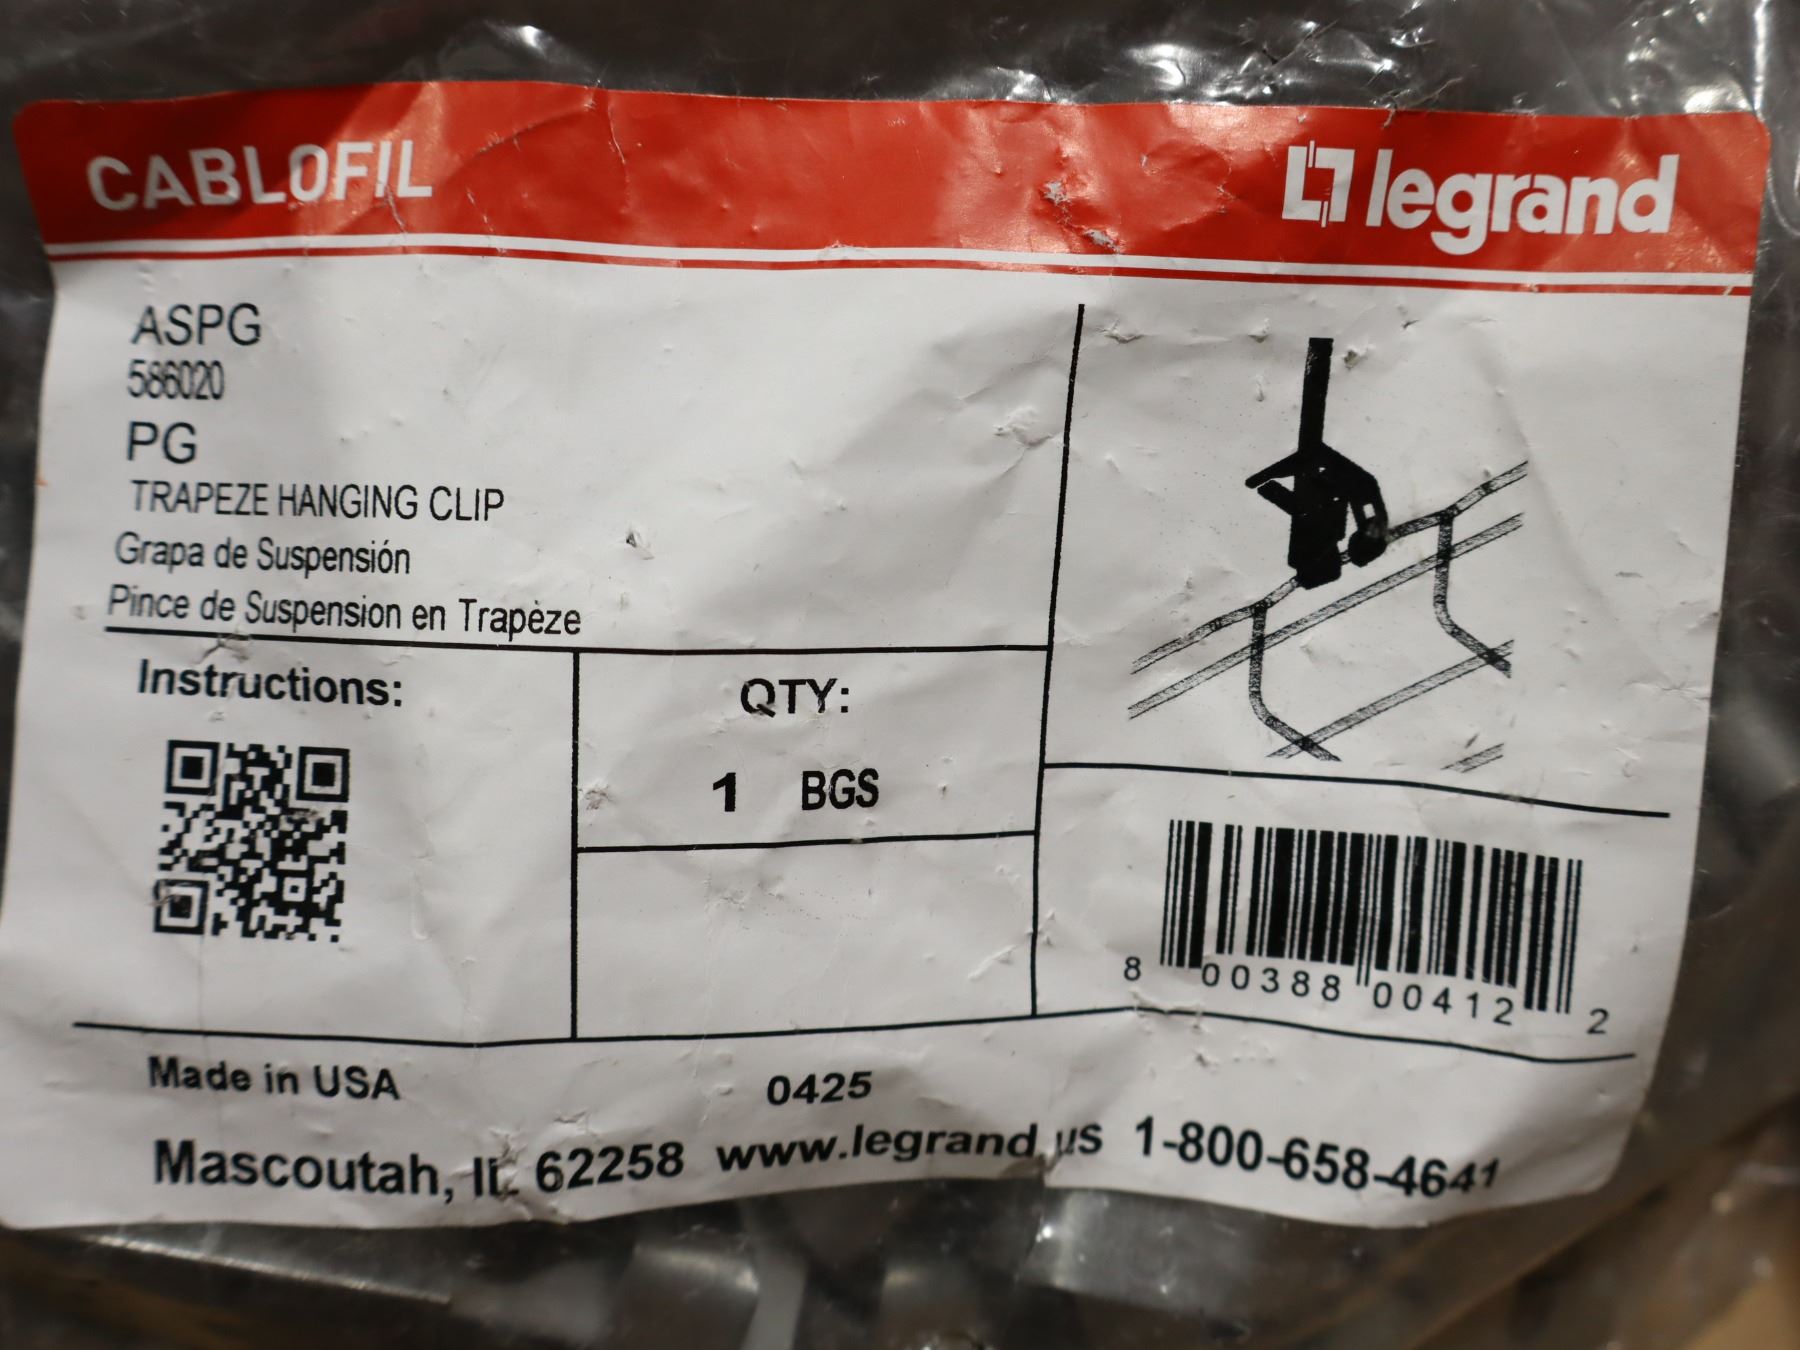 CABLOFIL
legrand
ASPG
586020
PG
TRAPEZE HANGING CLIP
Grapa de Suspensión
Pince de Suspension en Trapèze
Instructions:
QTY:
1 BGS
8 00388 00412 2
Made in USA
0425
Mascoutah, IL 62258 www.legrand.us 1-800-658-4641